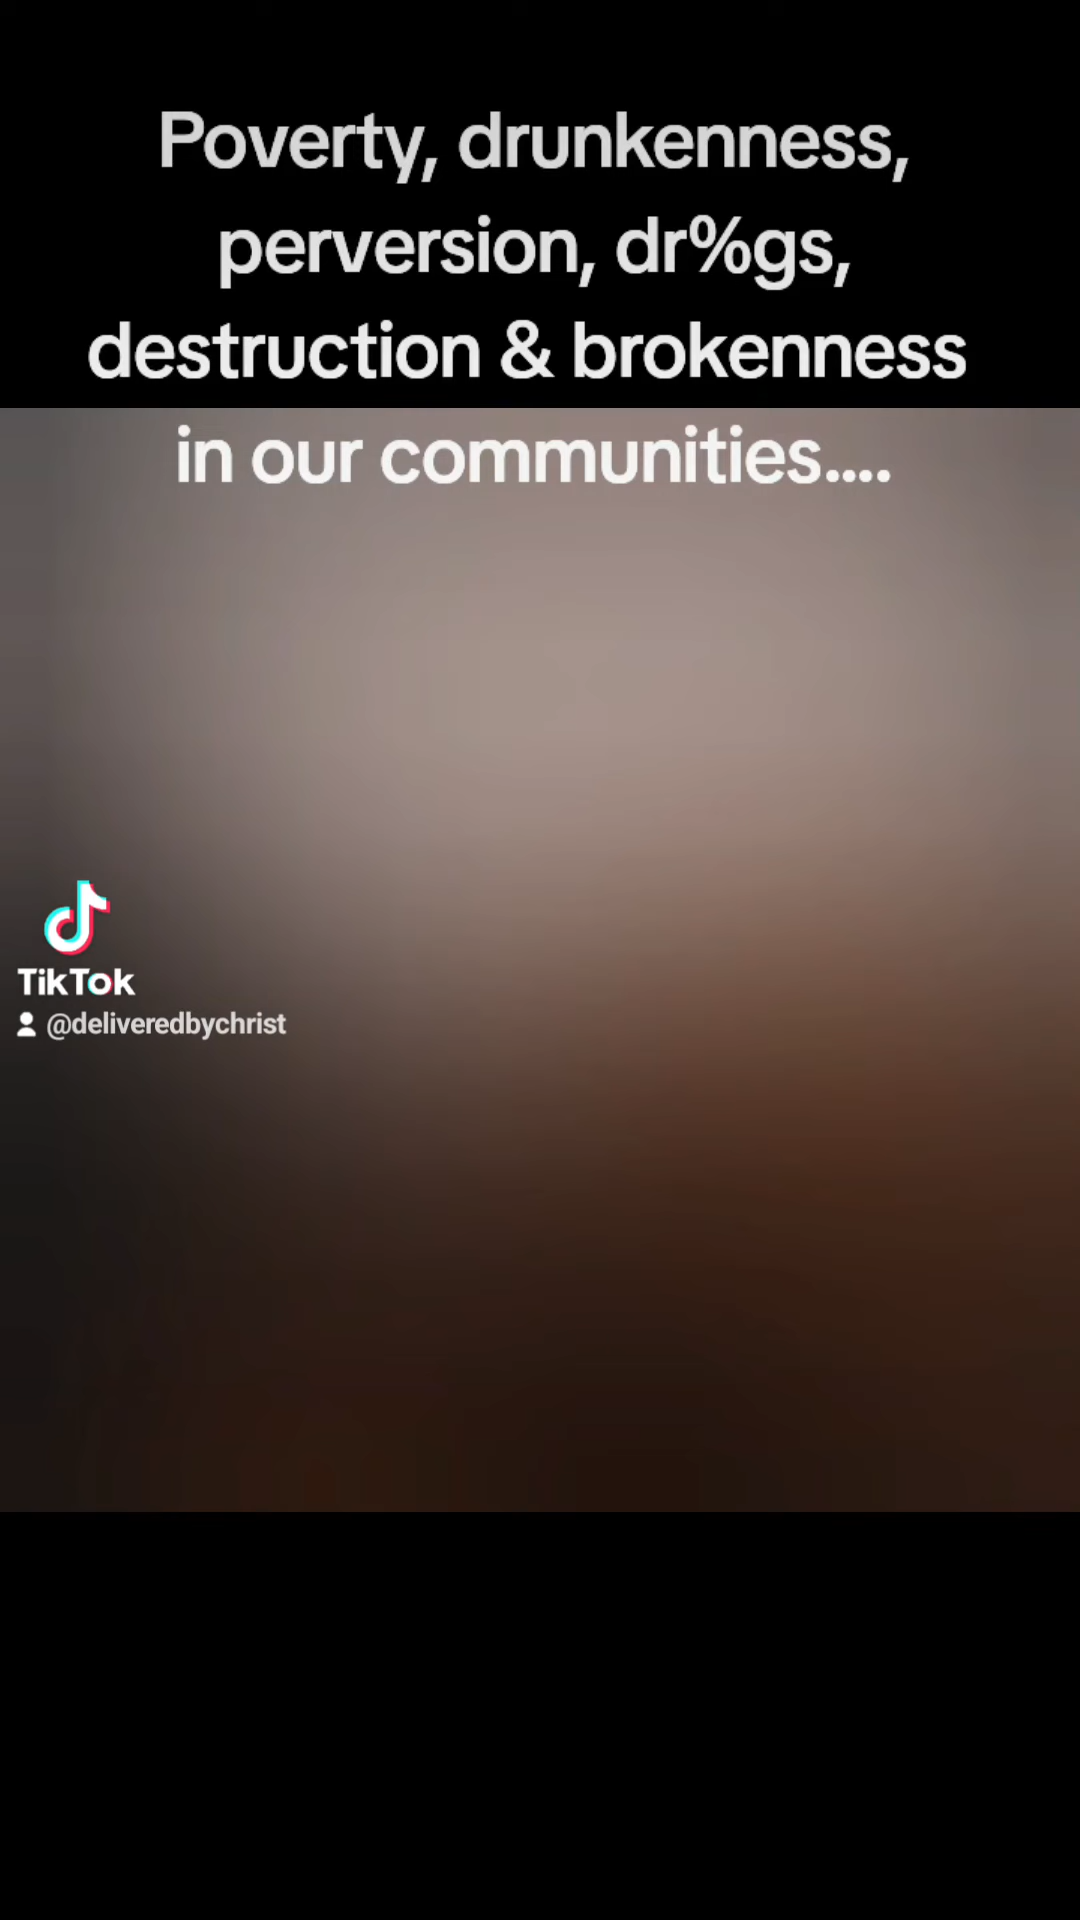 Poverty, drunkenness,
perversion, dr%gs,
destruction & brokenness
in our communities....
TikTok
@deliveredbychrist